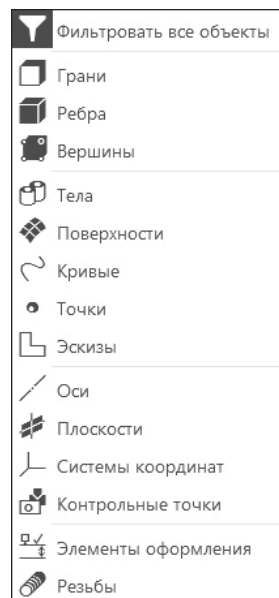 Фильтровать все объекты
Грани
Ребра
Вершины
Тела
Поверхности
Кривые
Точки
Эскизы
Оси
Плоскости
Системы координат
Контрольные точки
Элементы оформления
Резьбы